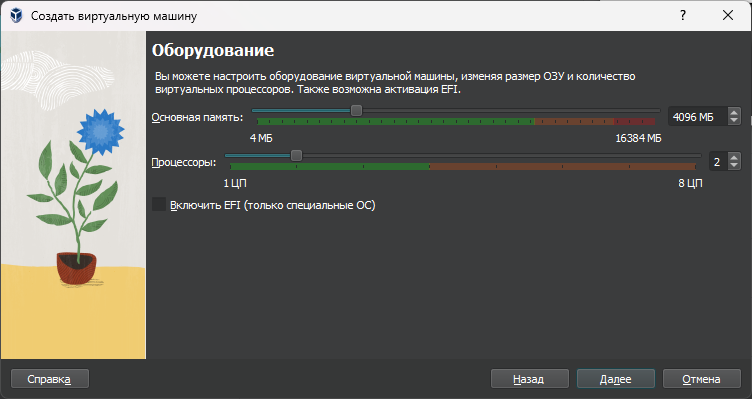 Создать виртуальную машину
Оборудование
Вы можете настроить оборудование виртуальной машины, изменяя размер ОЗУ и количество
виртуальных процессоров. Также возможна активация EFI.
Основная память:
4096 МБ
4 МБ
16384 МБ
Процессоры:
2
1 ЦП
8 ЦП
Включить EFI (только специальные ОС)
Справка
Назад
Далее
Отмена